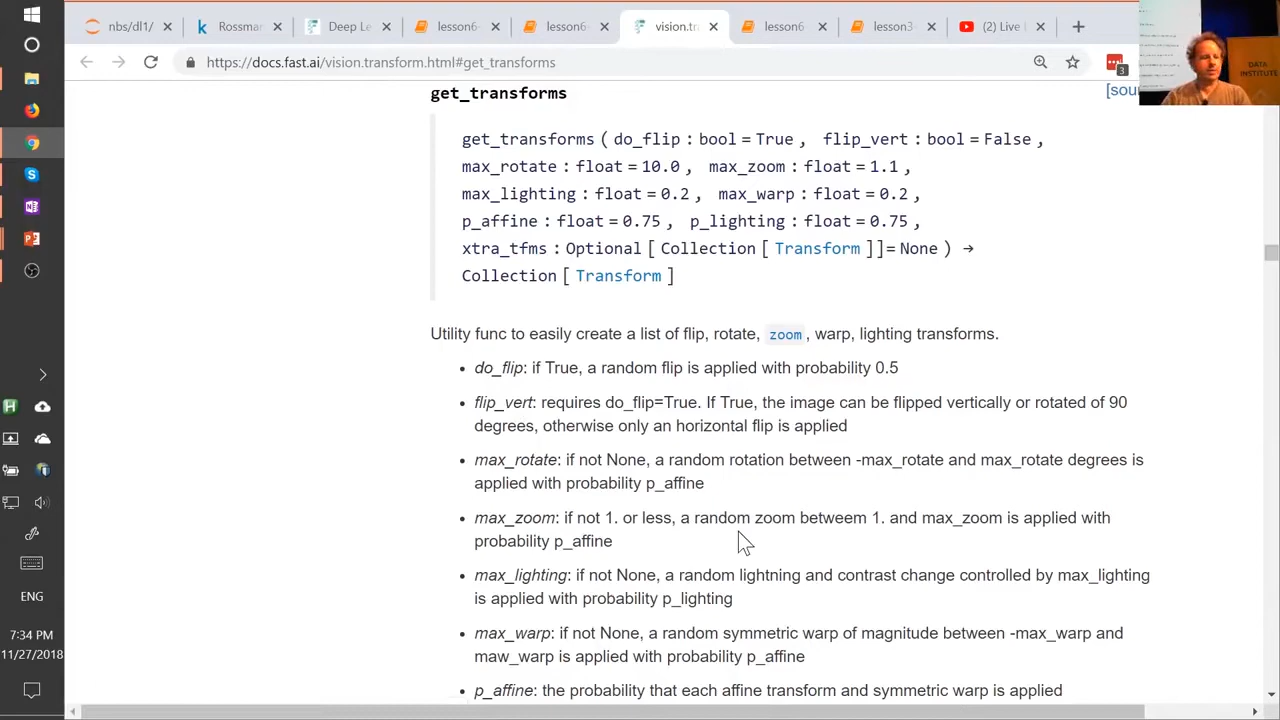 nbs/dl1/
Rossmar
Deep Le
lesson6
lesson6
vision.tr
lesson6
lesson3
(2) Live I
https://docs.fast.ai/vision.transform.h
3
DATA
INSTITUTE
get_transforms
[sou
get_transforms ( do_flip : bool = True , flip_vert : bool = False ,
max_rotate : float = 10.0 , max_zoom : float = 1.1 ,
max_lighting : float = 0.2 , max_warp : float = 0.2 ,
p_affine : float = 0.75 , p_lighting : float = 0.75 ,
xtra_tfms : Optional [ Collection [ Transform ]]= None ) →
Collection [ Transform ]
Utility func to easily create a list of flip, rotate, zoom , warp, lighting transforms.
• do_flip: if True, a random flip is applied with probability 0.5
• flip_vert: requires do_flip=True. If True, the image can be flipped vertically or rotated of 90
degrees, otherwise only an horizontal flip is applied
• max_rotate: if not None, a random rotation between -max_rotate and max_rotate degrees is
applied with probability p_affine
• max_zoom: if not 1. or less, a random zoom betweem 1. and max_zoom is applied with
probability p_affine
• max_lighting: if not None, a random lightning and contrast change controlled by max_lighting
is applied with probability p_lighting
• max_warp: if not None, a random symmetric warp of magnitude between -max_warp and
maw_warp is applied with probability p_affine
• p_affine: the probability that each affine transform and symmetric warp is applied
ENG
7:34 PM
11/27/2018